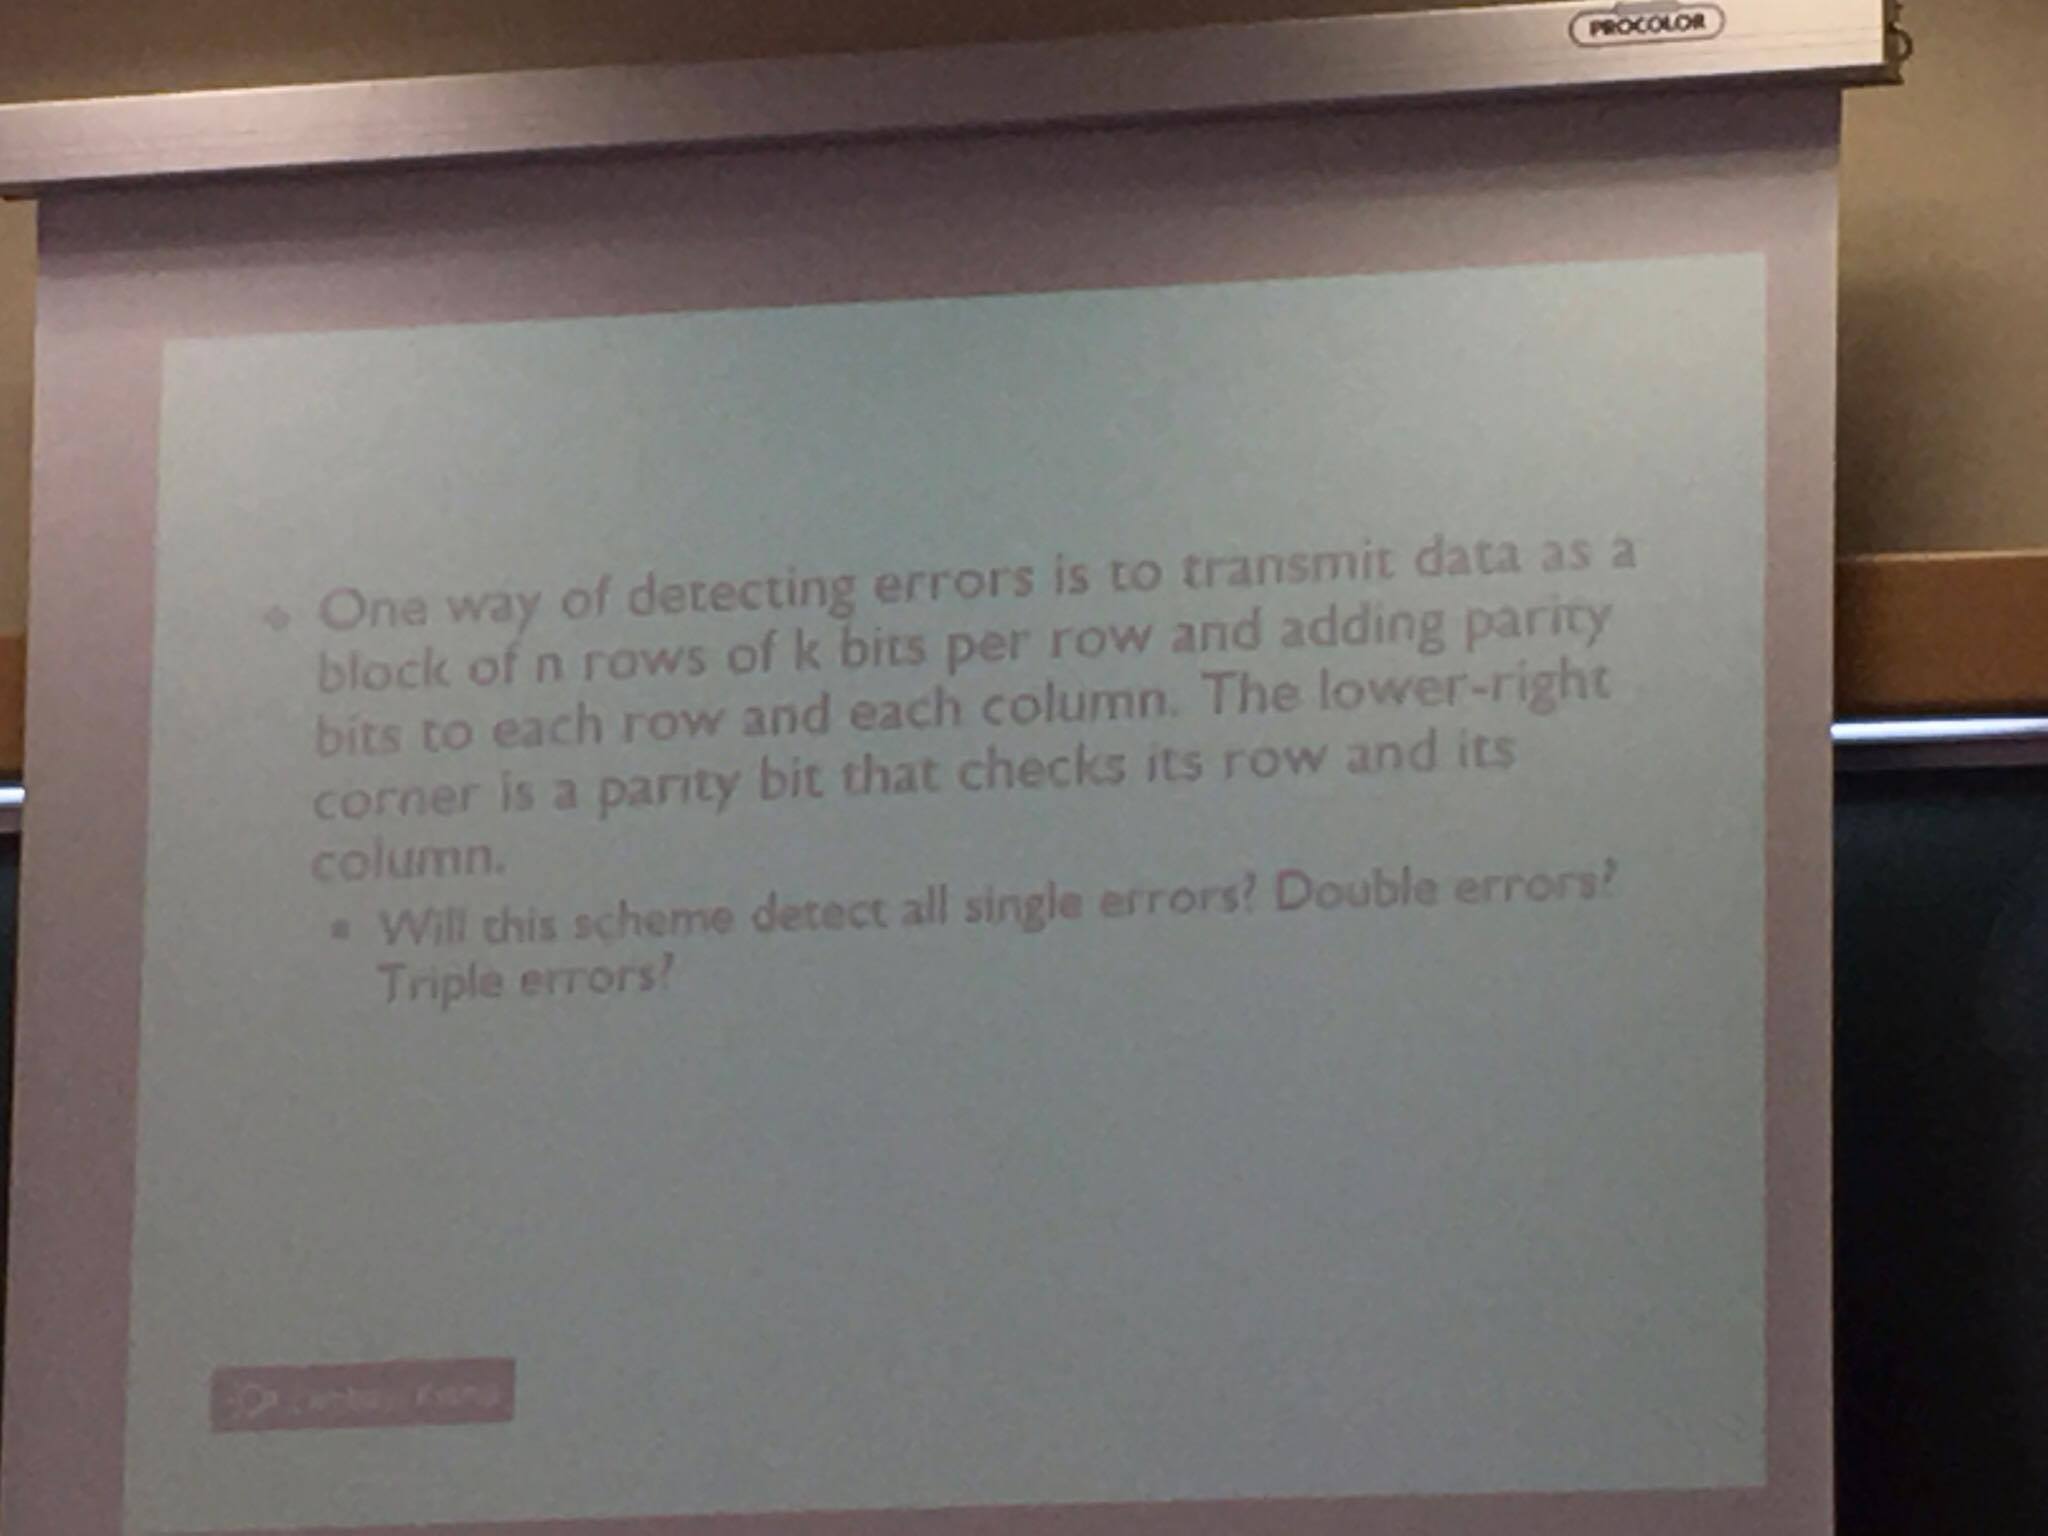 PROCOLOR
One way of detecting errors is to transmit data as a
block of n rows of k bits per row and adding parity
bits to each row and each column. The lower-right
corner is a parity bit that checks its row and its
column.
Will this scheme detect all single errors? Double errors?
Triple errors?